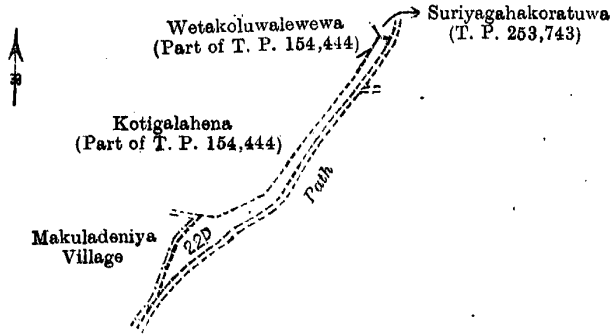 Wetakoluwalewewa
(Part of T. P. 154,444)
Suriyagahakoratuwa
(T. P. 253,743)
Kotigalahena
(Part of T. P. 154,444)
Path
Makuladeniya
Village
22D